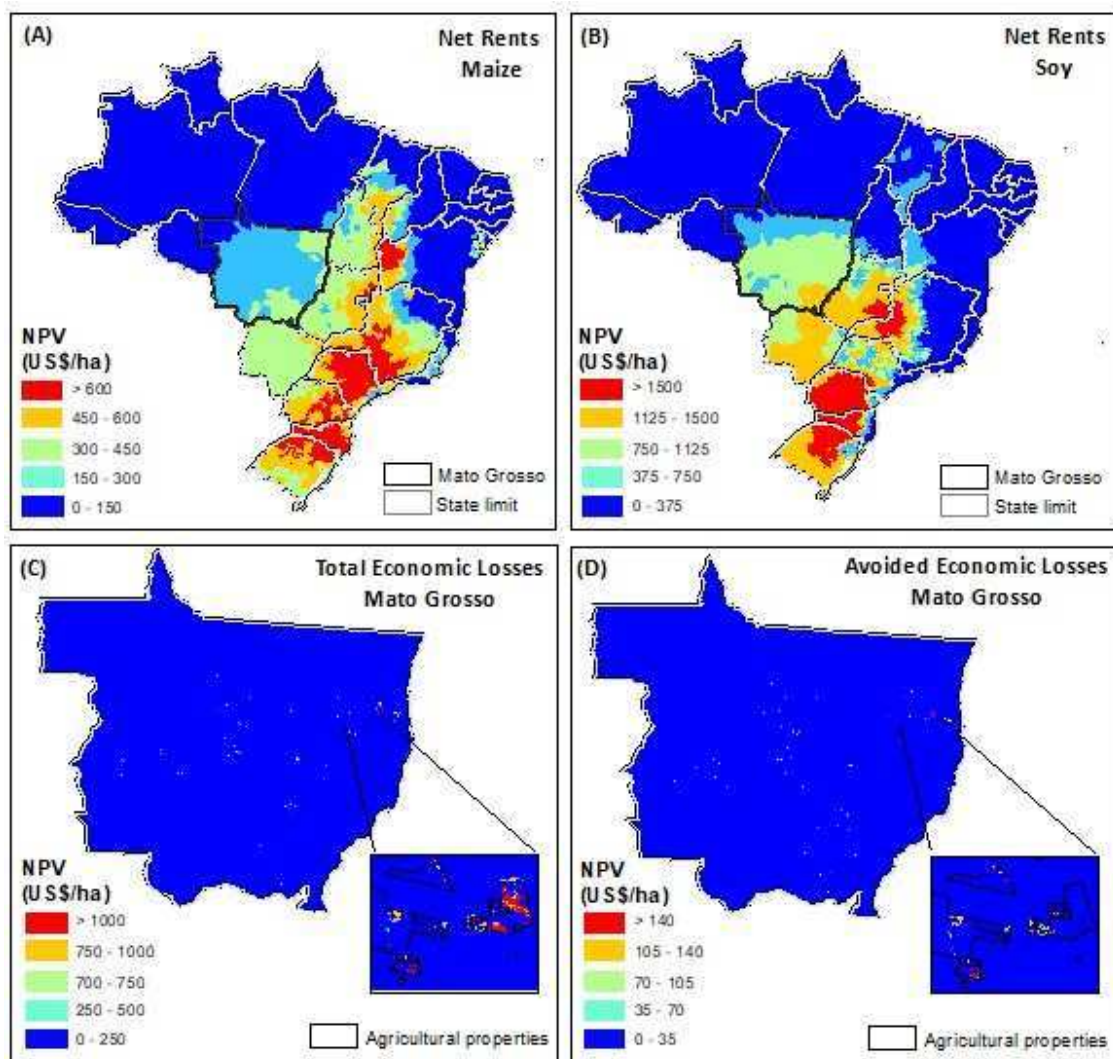 (A)
Net Rents
Maize
NPV
(US$/ha)
> 600
450 - 600
300 - 450
150 - 300
0 - 150
Mato Grosso
State limit
(B)
Net Rents
Soy
NPV
(US$/ha)
> 1500
1125 - 1500
750 - 1125
375 - 750
0 - 375
Mato Grosso
State limit
(C)
Total Economic Losses
Mato Grosso
NPV
(US$/ha)
> 1000
750 - 1000
700 - 750
250 - 500
0 - 250
Agricultural properties
(D)
Avoided Economic Losses
Mato Grosso
NPV
(US$/ha)
> 140
105 - 140
70 - 105
35 - 70
0 - 35
Agricultural properties